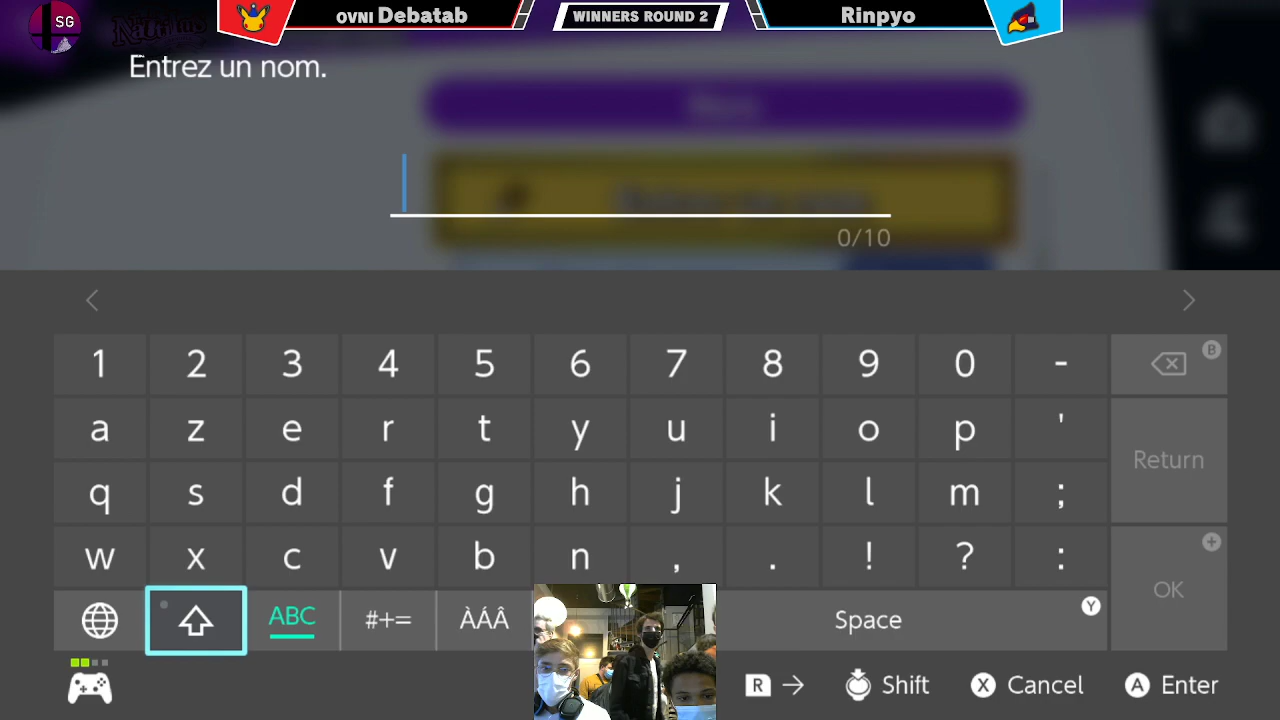 SG
OVNI Debatab
WINNERS ROUND 2
Rinpyo
Entrez un nom.
0/10
1 2 3 4 5 6 7 8 9 0 -
B
a z e r t y u i o p '
Return
q s d f g h j k l m ;
w x c v b n , . ! ? :
OK
ABC #+= ÀÁÂ Space Y
R → Shift X Cancel A Enter